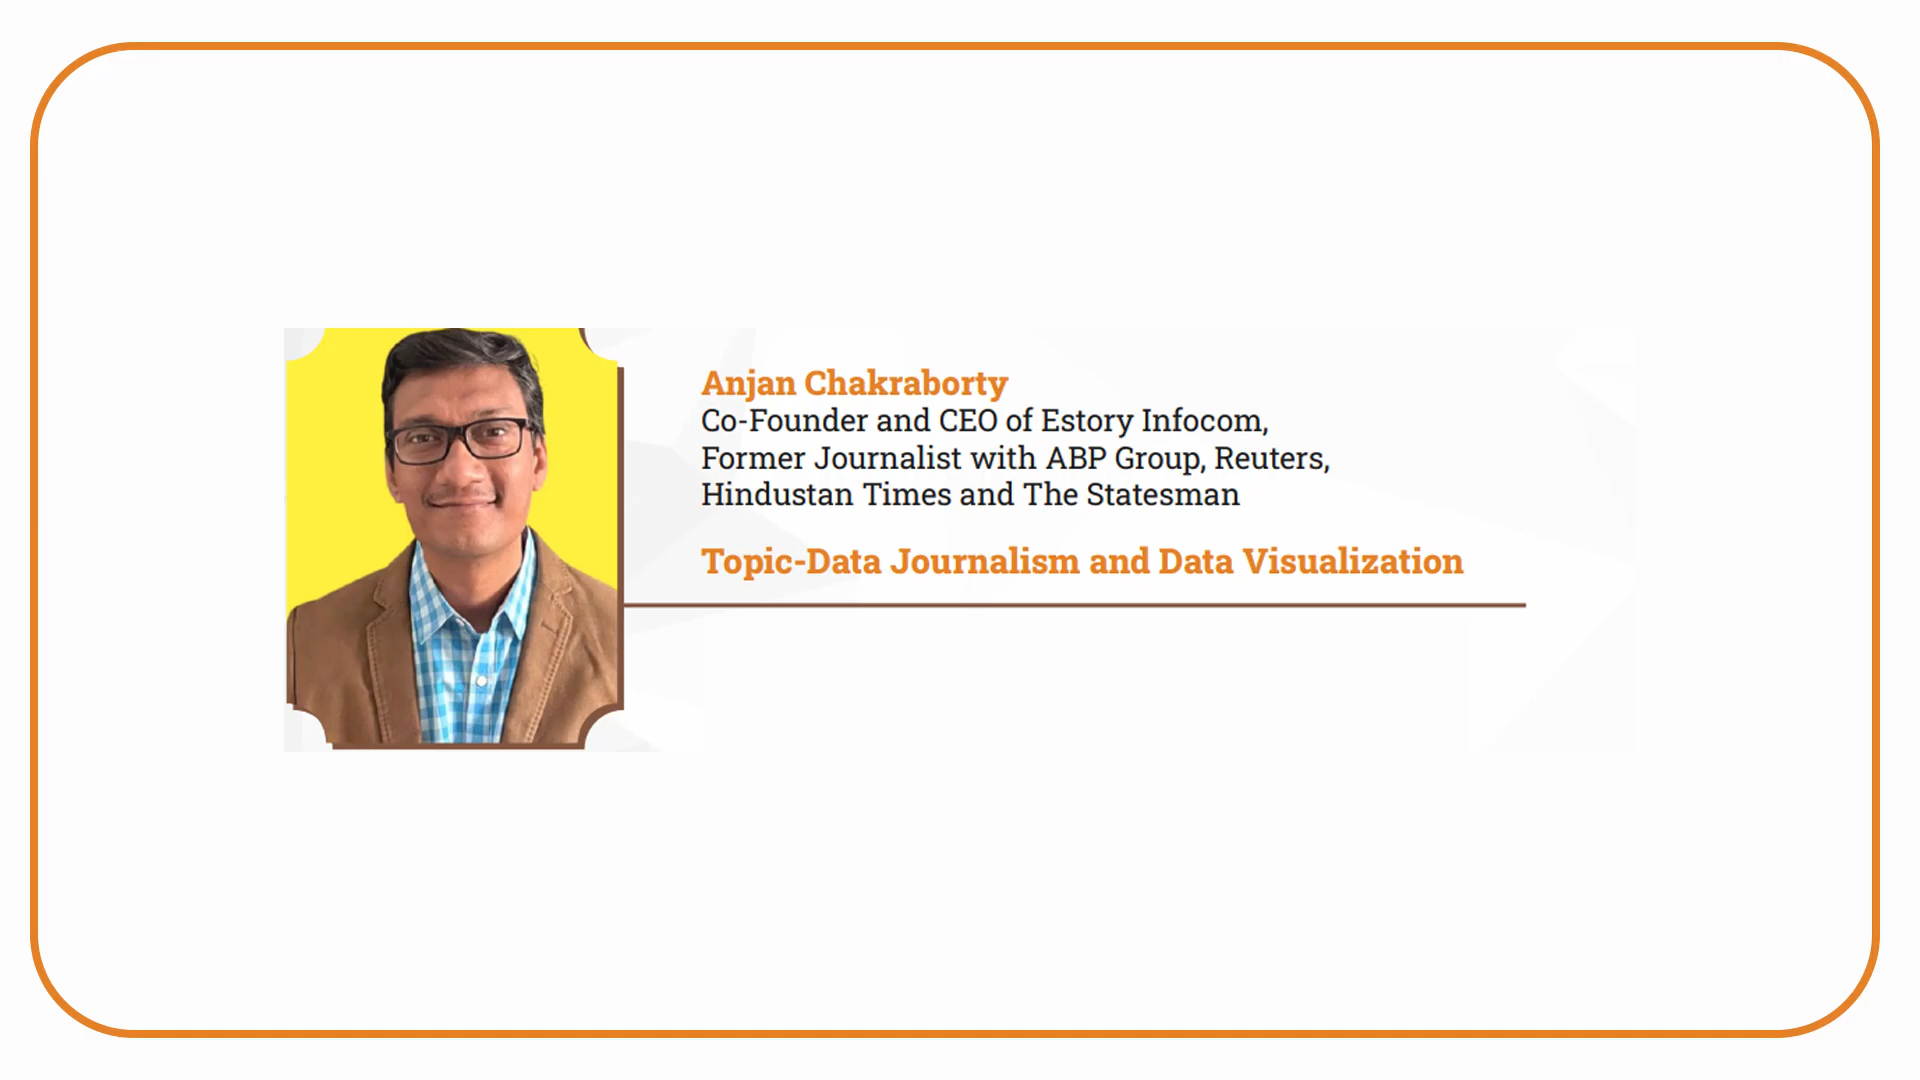 Anjan Chakraborty
Co-Founder and CEO of Estory Infocom,
Former Journalist with ABP Group, Reuters,
Hindustan Times and The Statesman
Topic-Data Journalism and Data Visualization